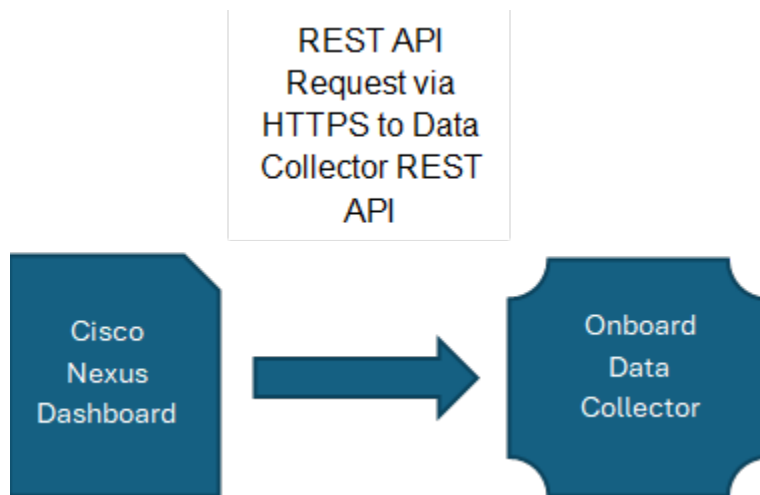 REST API
Request via
HTTPS to Data
Collector REST
API
Cisco
Nexus
Dashboard
Onboard
Data
Collector